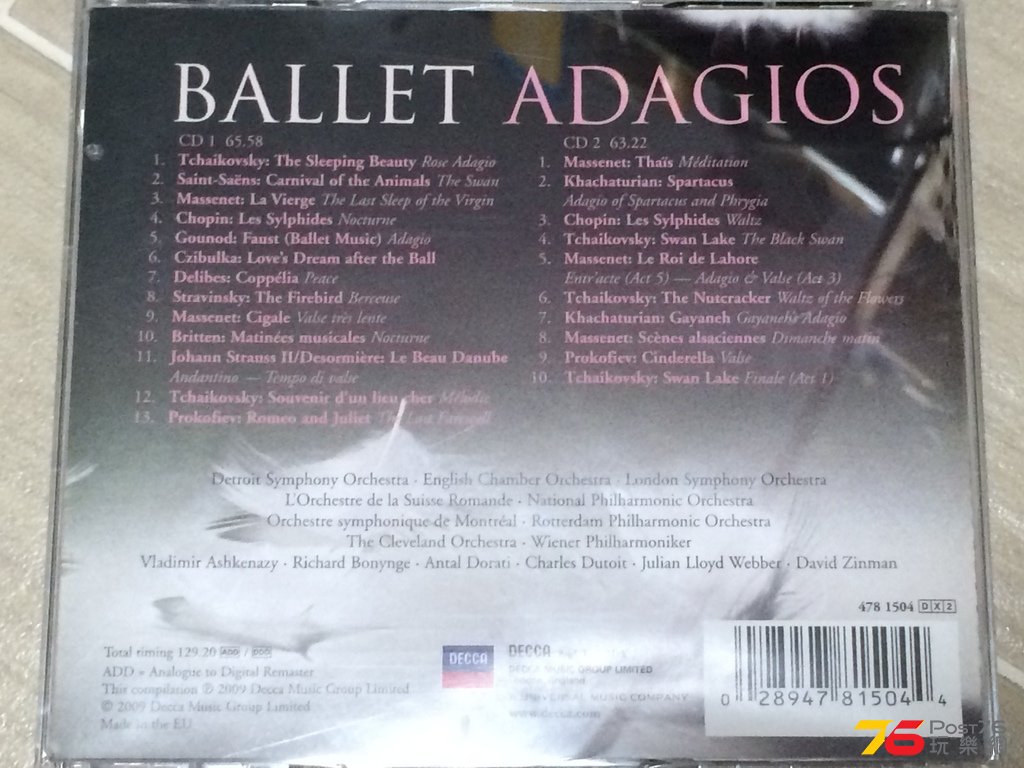 BALLET ADAGIOS
CD 1 65.58
1. Tchaikovsky: The Sleeping Beauty Rose Adagio
2. Saint-Saëns: Carnival of the Animals The Swan
3. Massenet: La Vierge The Last Sleep of the Virgin
4. Chopin: Les Sylphides Nocturne
5. Gounod: Faust (Ballet Music) Adagio
6. Czibulka: Love's Dream after the Ball
7. Delibes: Coppélia Peace
8. Stravinsky: The Firebird Berceuse
9. Massenet: Cigale Valse très lente
10. Britten: Matinées musicales Nocturne
11. Johann Strauss II/Desormière: Le Beau Danube
Andantino — Tempo di valse
12. Tchaikovsky: Souvenir d'un lieu cher Mélodie
13. Prokofiev: Romeo and Juliet The Last Farewell
CD 2 63.22
1. Massenet: Thaïs Méditation
2. Khachaturian: Spartacus
Adagio of Spartacus and Phrygia
3. Chopin: Les Sylphides Waltz
4. Tchaikovsky: Swan Lake The Black Swan
5. Massenet: Le Roi de Lahore
Entr'acte (Act 5) — Adagio & Valse (Act 3)
6. Tchaikovsky: The Nutcracker Waltz of the Flowers
7. Khachaturian: Gayaneh Gayaneh's Adagio
8. Massenet: Scènes alsaciennes Dimanche matin
9. Prokofiev: Cinderella Valse
10. Tchaikovsky: Swan Lake Finale (Act 1)
Detroit Symphony Orchestra · English Chamber Orchestra · London Symphony Orchestra
L'Orchestre de la Suisse Romande · National Philharmonic Orchestra
Orchestre symphonique de Montréal · Rotterdam Philharmonic Orchestra
The Cleveland Orchestra · Wiener Philharmoniker
Vladimir Ashkenazy · Richard Bonynge · Antal Dorati · Charles Dutoit · Julian Lloyd Webber · David Zinman
478 1504 DX2
Total timing 129.20 ADD / DDD
ADD = Analogue to Digital Remaster
This compilation ℗ 2009 Decca Music Group Limited
© 2009 Decca Music Group Limited
Made in the EU
DECCA
DECCA
DECCA MUSIC GROUP LIMITED
London, England
A UNIVERSAL MUSIC COMPANY
www.decca.com
0 28947 81504 4
76 POST76
玩樂